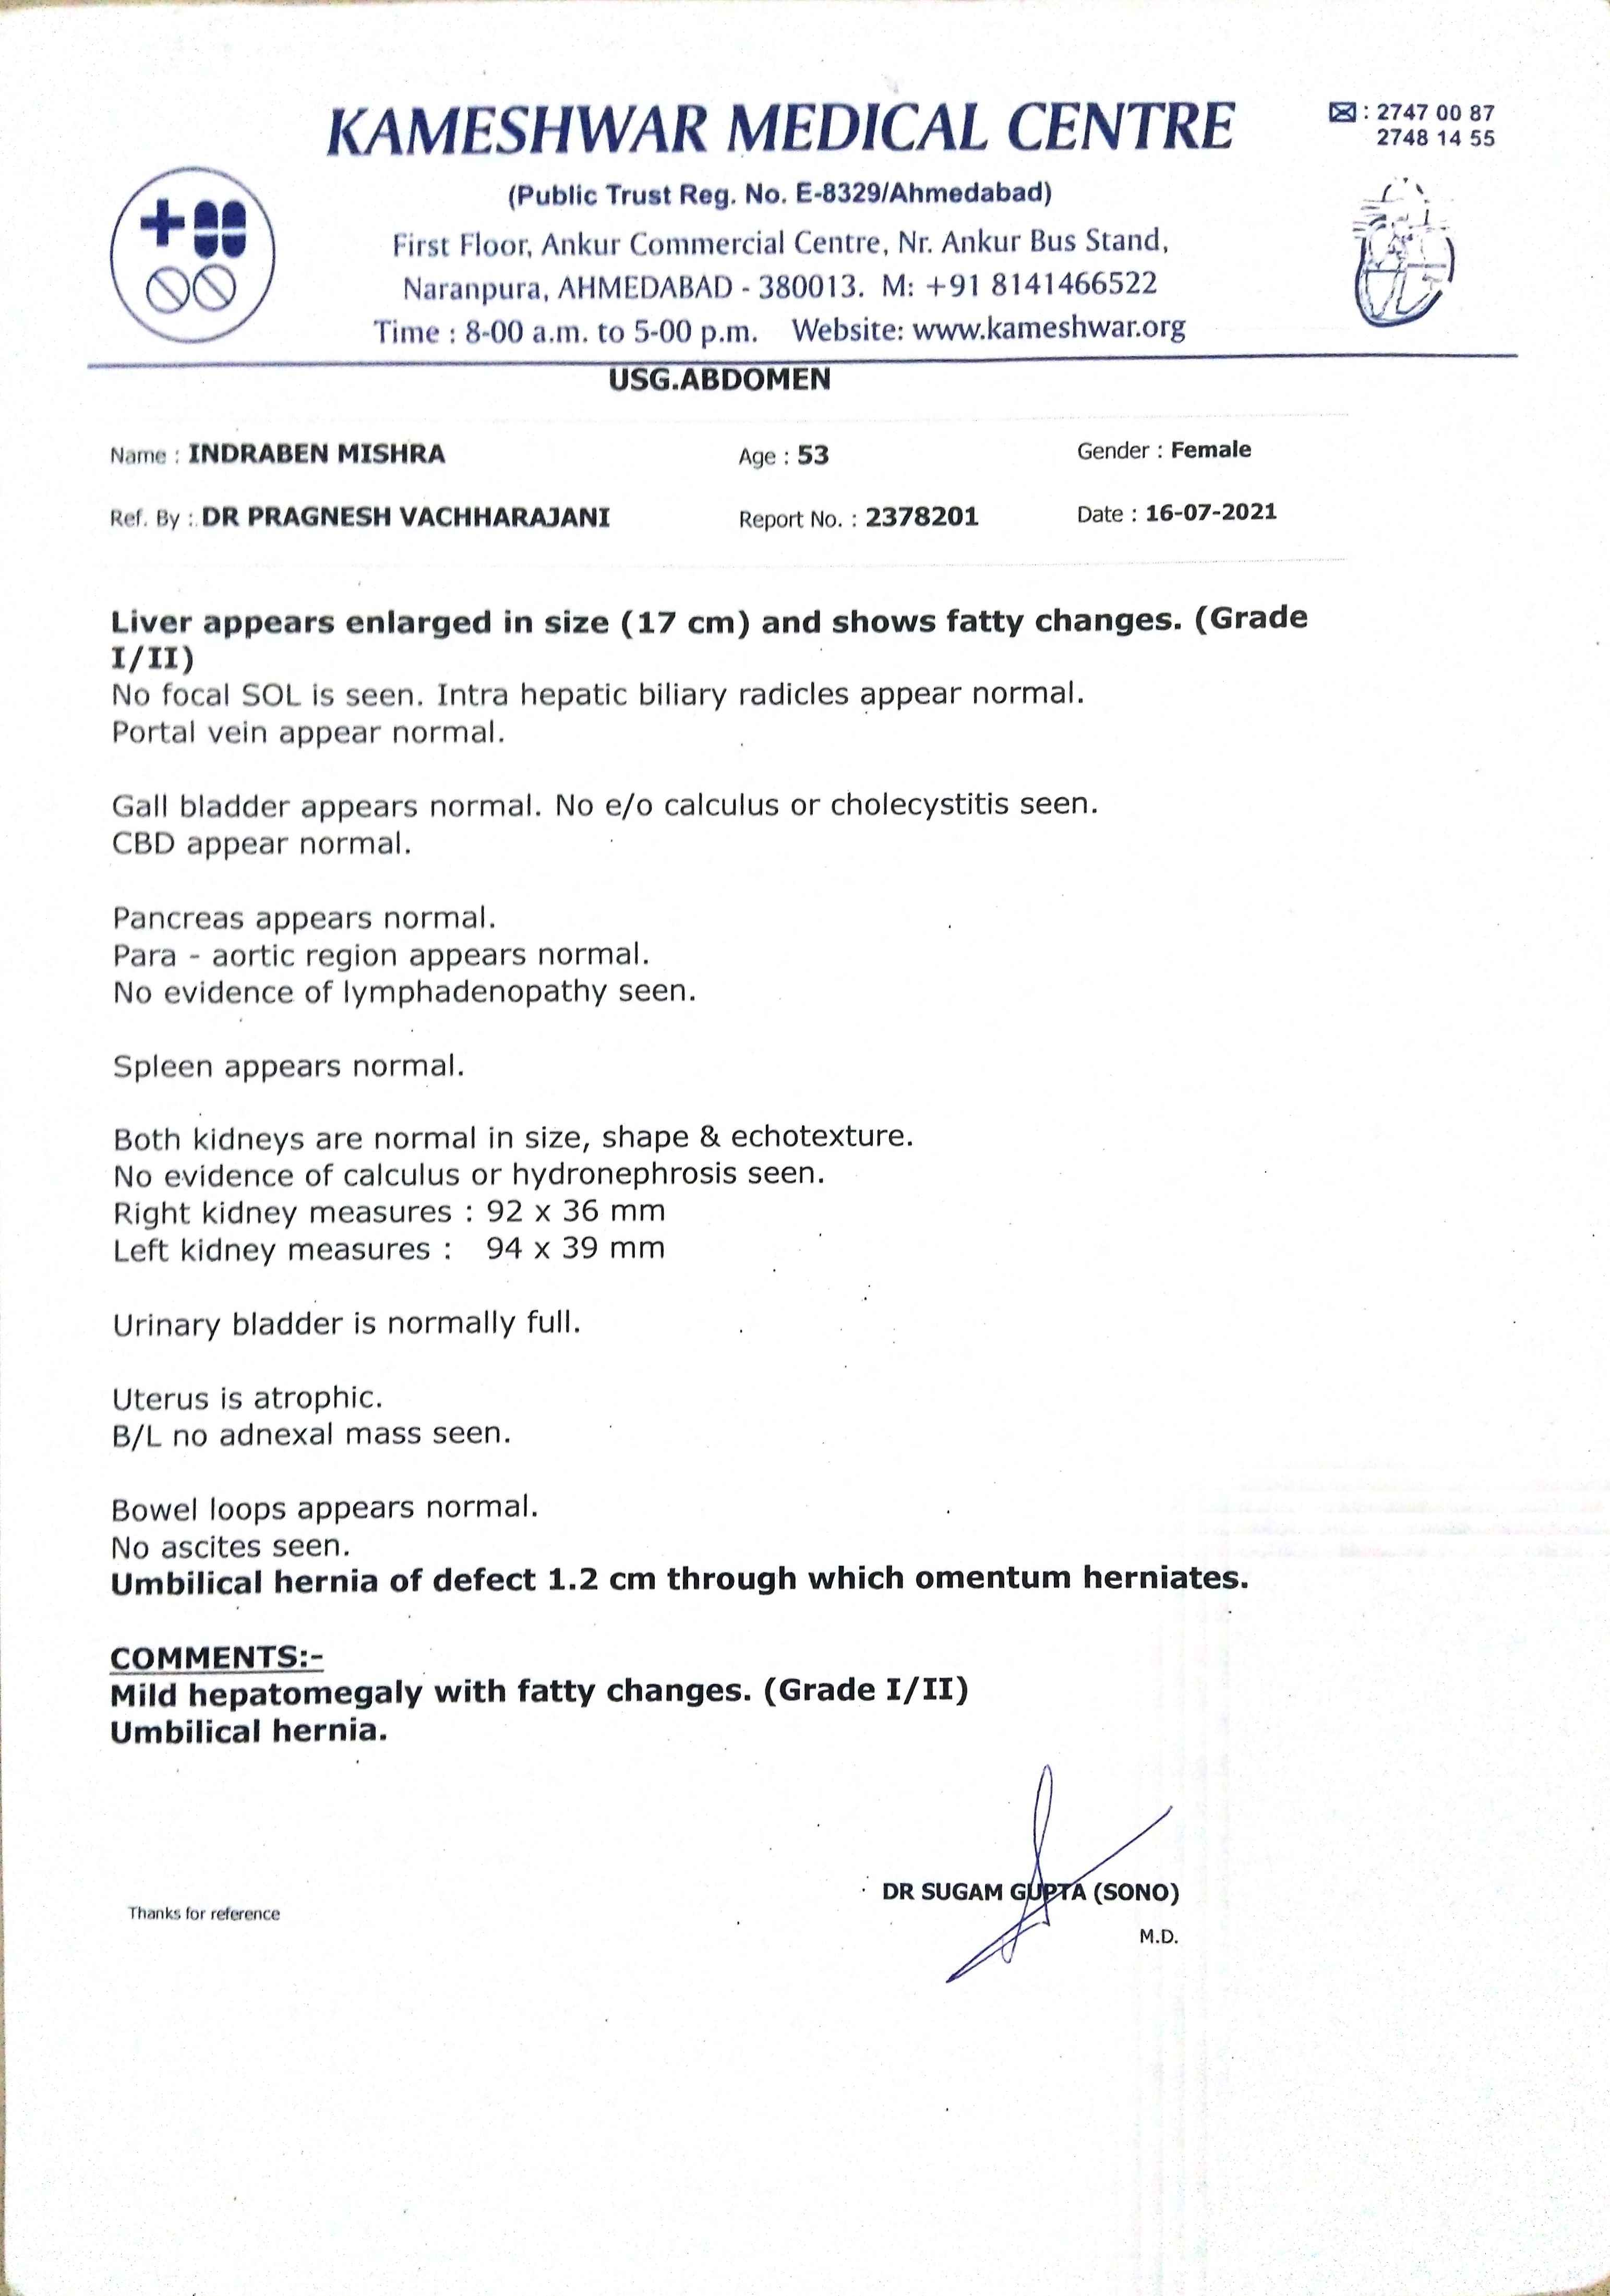 KAMESHWAR MEDICAL CENTRE
: 2747 00 87
2748 14 55
(Public Trust Reg. No. E-8329/Ahmedabad)
First Floor, Ankur Commercial Centre, Nr. Ankur Bus Stand,
Naranpura, AHMEDABAD - 380013. M: +91 8141466522
Time : 8-00 a.m. to 5-00 p.m. Website: www.kameshwar.org
USG.ABDOMEN
Name : INDRABEN MISHRA Age : 53 Gender : Female
Ref. By : DR PRAGNESH VACHHARAJANI Report No. : 2378201 Date : 16-07-2021
Liver appears enlarged in size (17 cm) and shows fatty changes. (Grade
I/II)
No focal SOL is seen. Intra hepatic biliary radicles appear normal.
Portal vein appear normal.
Gall bladder appears normal. No e/o calculus or cholecystitis seen.
CBD appear normal.
Pancreas appears normal.
Para - aortic region appears normal.
No evidence of lymphadenopathy seen.
Spleen appears normal.
Both kidneys are normal in size, shape & echotexture.
No evidence of calculus or hydronephrosis seen.
Right kidney measures : 92 x 36 mm
Left kidney measures : 94 x 39 mm
Urinary bladder is normally full.
Uterus is atrophic.
B/L no adnexal mass seen.
Bowel loops appears normal.
No ascites seen.
Umbilical hernia of defect 1.2 cm through which omentum herniates.
COMMENTS:-
Mild hepatomegaly with fatty changes. (Grade I/II)
Umbilical hernia.
DR SUGAM GUPTA (SONO)
Thanks for reference
M.D.